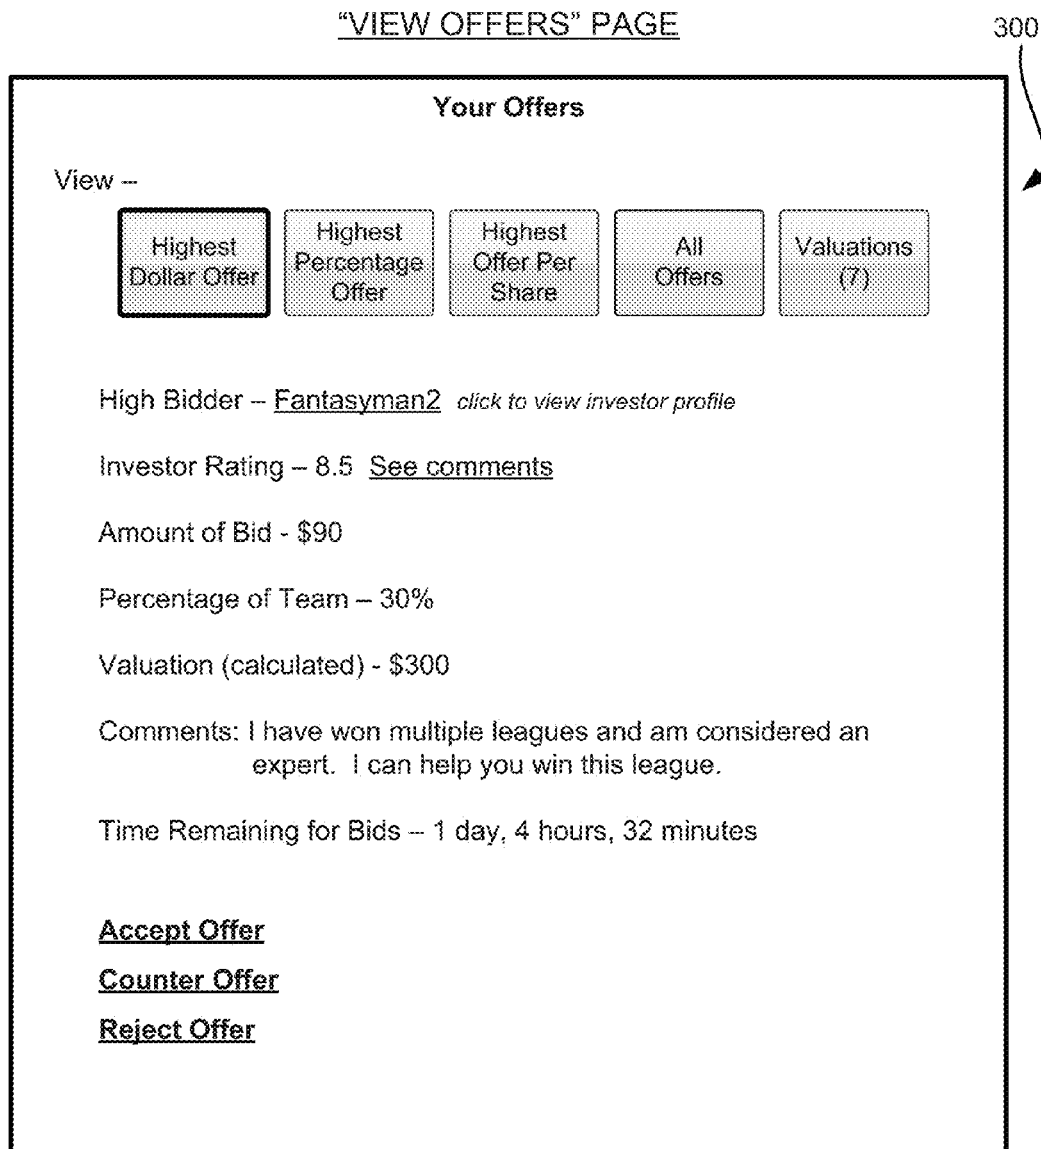 "VIEW OFFERS" PAGE
300
Your Offers
View –
Highest
Dollar Offer
Highest
Percentage
Offer
Highest
Offer Per
Share
All
Offers
Valuations
(7)
High Bidder – Fantasyman2 click to view investor profile
Investor Rating – 8.5 See comments
Amount of Bid - $90
Percentage of Team – 30%
Valuation (calculated) - $300
Comments: I have won multiple leagues and am considered an
expert. I can help you win this league.
Time Remaining for Bids – 1 day, 4 hours, 32 minutes
Accept Offer
Counter Offer
Reject Offer